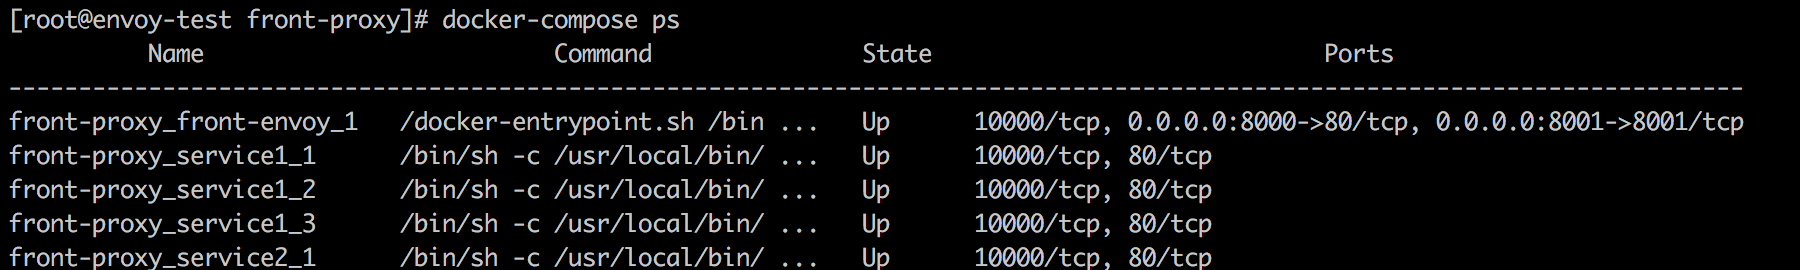 [root@envoy-test front-proxy]# docker-compose ps
Name Command State Ports
--------------------------------------------------------------------------------------------------------------------------------
front-proxy_front-envoy_1 /docker-entrypoint.sh /bin ... Up 10000/tcp, 0.0.0.0:8000->80/tcp, 0.0.0.0:8001->8001/tcp
front-proxy_service1_1 /bin/sh -c /usr/local/bin/ ... Up 10000/tcp, 80/tcp
front-proxy_service1_2 /bin/sh -c /usr/local/bin/ ... Up 10000/tcp, 80/tcp
front-proxy_service1_3 /bin/sh -c /usr/local/bin/ ... Up 10000/tcp, 80/tcp
front-proxy_service2_1 /bin/sh -c /usr/local/bin/ ... Up 10000/tcp, 80/tcp